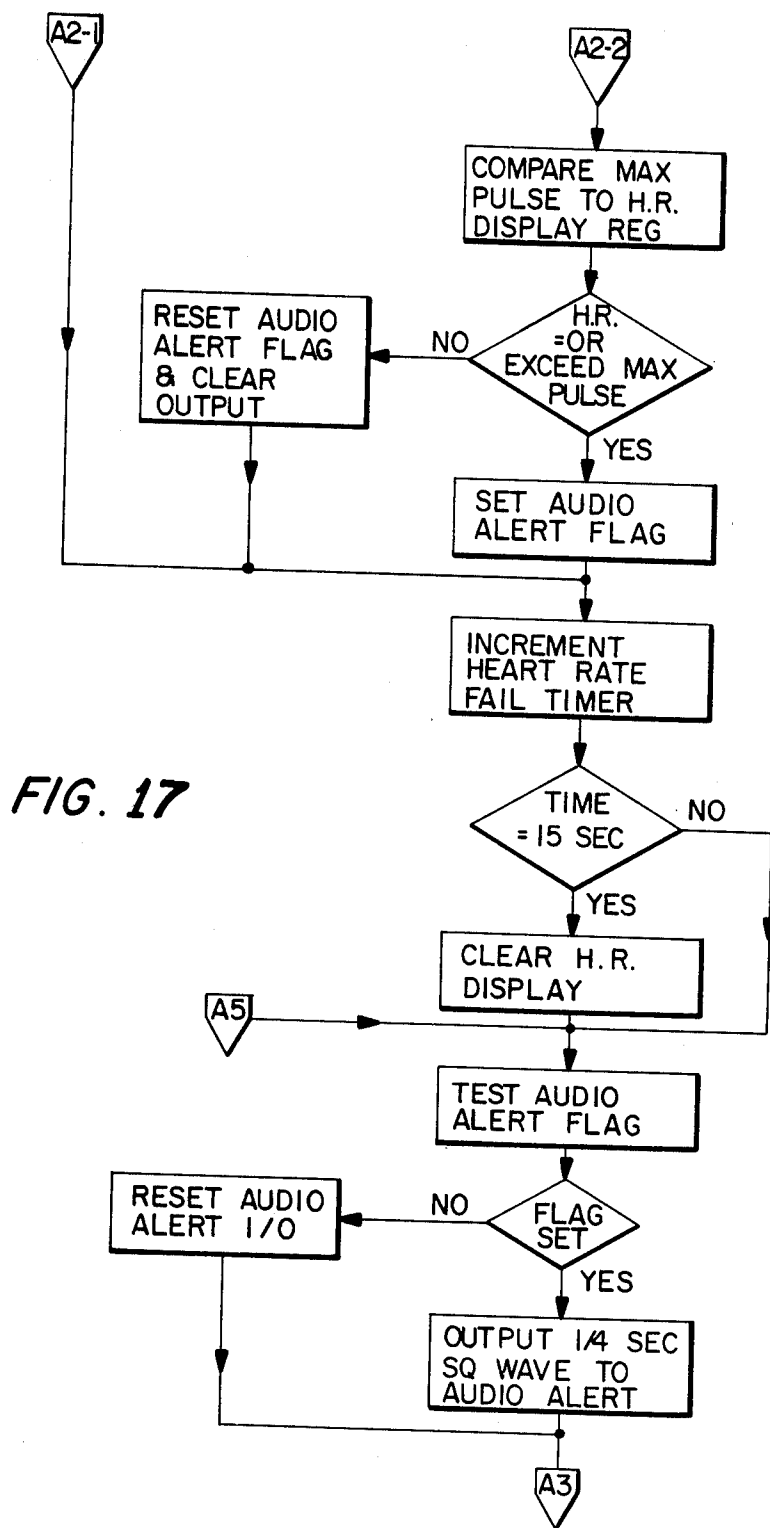 A2-1
A2-2
COMPARE MAX
PULSE TO H.R.
DISPLAY REG
RESET AUDIO
ALERT FLAG
& CLEAR
OUTPUT
NO
H.R.
=OR
EXCEED MAX
PULSE
YES
SET AUDIO
ALERT FLAG
INCREMENT
HEART RATE
FAIL TIMER
FIG. 17
TIME
= 15 SEC
NO
YES
CLEAR H.R.
DISPLAY
A5
TEST AUDIO
ALERT FLAG
RESET AUDIO
ALERT I/O
NO
FLAG
SET
YES
OUTPUT 1/4 SEC
SQ WAVE TO
AUDIO ALERT
A3